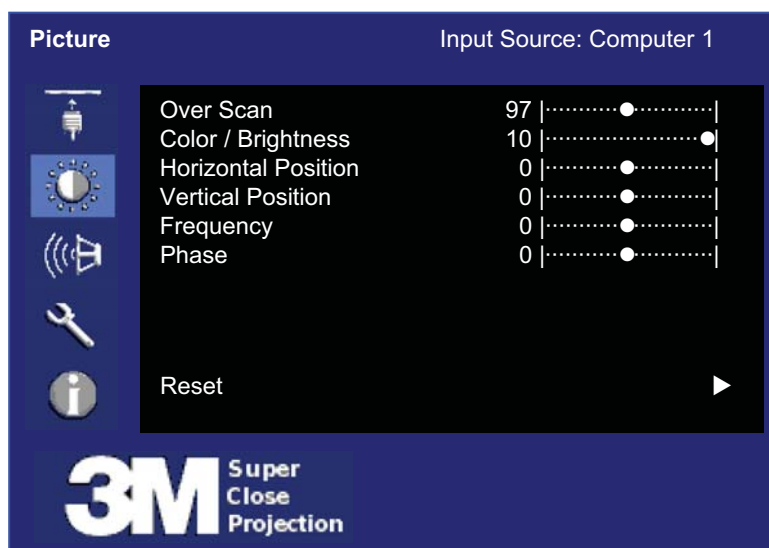 Picture
Input Source: Computer 1
Over Scan 97
Color / Brightness 10
Horizontal Position 0
Vertical Position 0
Frequency 0
Phase 0
Reset
3M
Super
Close
Projection